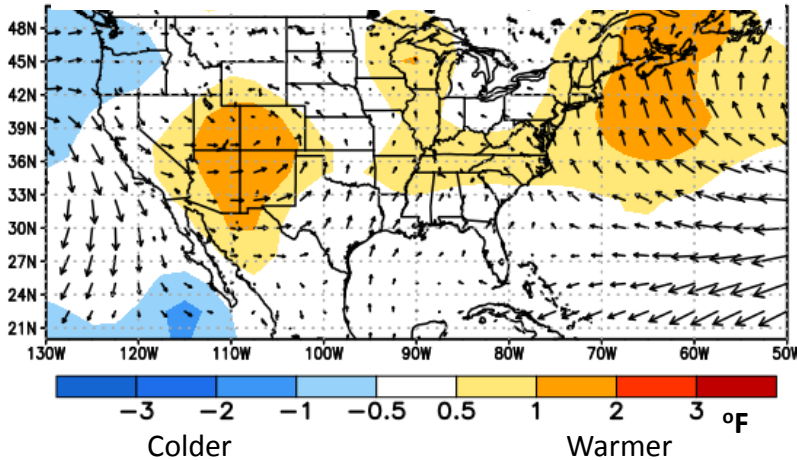 48N
45N
42N
39N
36N
33N
30N
27N
24N
21N
130W 120W 110W 100W 90W 80W 70W 60W 50W
−3 −2 −1 −0.5 0.5 1 2 3 ºF
Colder Warmer